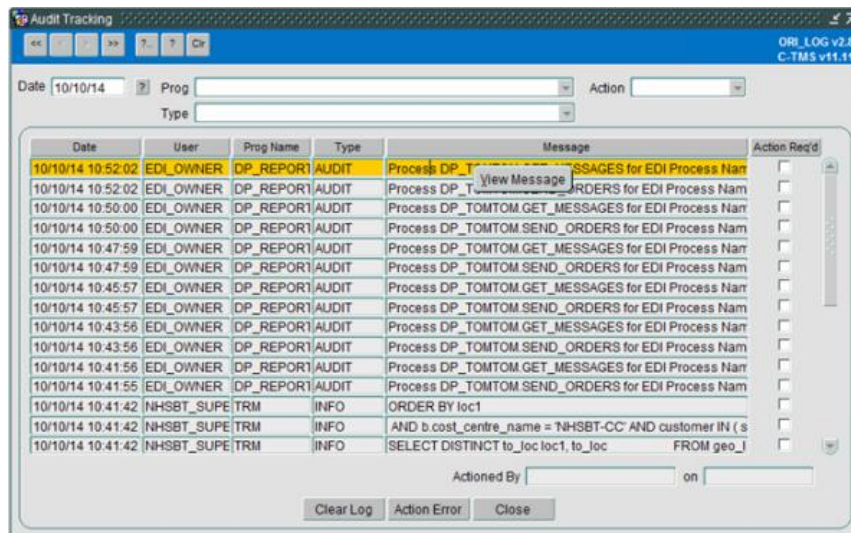 Audit Tracking
<< < > >> ?.. ? Clr
ORI_LOG v2.8
C-TMS v11.11
Date 10/10/14 ? Prog Action
Type
Date User Prog Name Type Message Action Req'd
10/10/14 10:52:02 EDI_OWNER DP_REPORT AUDIT Process DP_TOMTOM.GET_MESSAGES for EDI Process Nam
View Message
10/10/14 10:52:02 EDI_OWNER DP_REPORT AUDIT Process DP_TOMTOM.SEND_ORDERS for EDI Process Nam
10/10/14 10:50:00 EDI_OWNER DP_REPORT AUDIT Process DP_TOMTOM.GET_MESSAGES for EDI Process Nam
10/10/14 10:50:00 EDI_OWNER DP_REPORT AUDIT Process DP_TOMTOM.SEND_ORDERS for EDI Process Nam
10/10/14 10:47:59 EDI_OWNER DP_REPORT AUDIT Process DP_TOMTOM.GET_MESSAGES for EDI Process Nam
10/10/14 10:47:59 EDI_OWNER DP_REPORT AUDIT Process DP_TOMTOM.SEND_ORDERS for EDI Process Nam
10/10/14 10:45:57 EDI_OWNER DP_REPORT AUDIT Process DP_TOMTOM.GET_MESSAGES for EDI Process Nam
10/10/14 10:45:57 EDI_OWNER DP_REPORT AUDIT Process DP_TOMTOM.SEND_ORDERS for EDI Process Nam
10/10/14 10:43:56 EDI_OWNER DP_REPORT AUDIT Process DP_TOMTOM.GET_MESSAGES for EDI Process Nam
10/10/14 10:43:56 EDI_OWNER DP_REPORT AUDIT Process DP_TOMTOM.SEND_ORDERS for EDI Process Nam
10/10/14 10:41:56 EDI_OWNER DP_REPORT AUDIT Process DP_TOMTOM.GET_MESSAGES for EDI Process Nam
10/10/14 10:41:55 EDI_OWNER DP_REPORT AUDIT Process DP_TOMTOM.SEND_ORDERS for EDI Process Nam
10/10/14 10:41:42 NHSBT_SUPE TRM INFO ORDER BY loc1
10/10/14 10:41:42 NHSBT_SUPE TRM INFO AND b.cost_centre_name = 'NHSBT-CC' AND customer IN ( s
10/10/14 10:41:42 NHSBT_SUPE TRM INFO SELECT DISTINCT to_loc loc1, to_loc FROM geo_l
Actioned By on
Clear Log Action Error Close